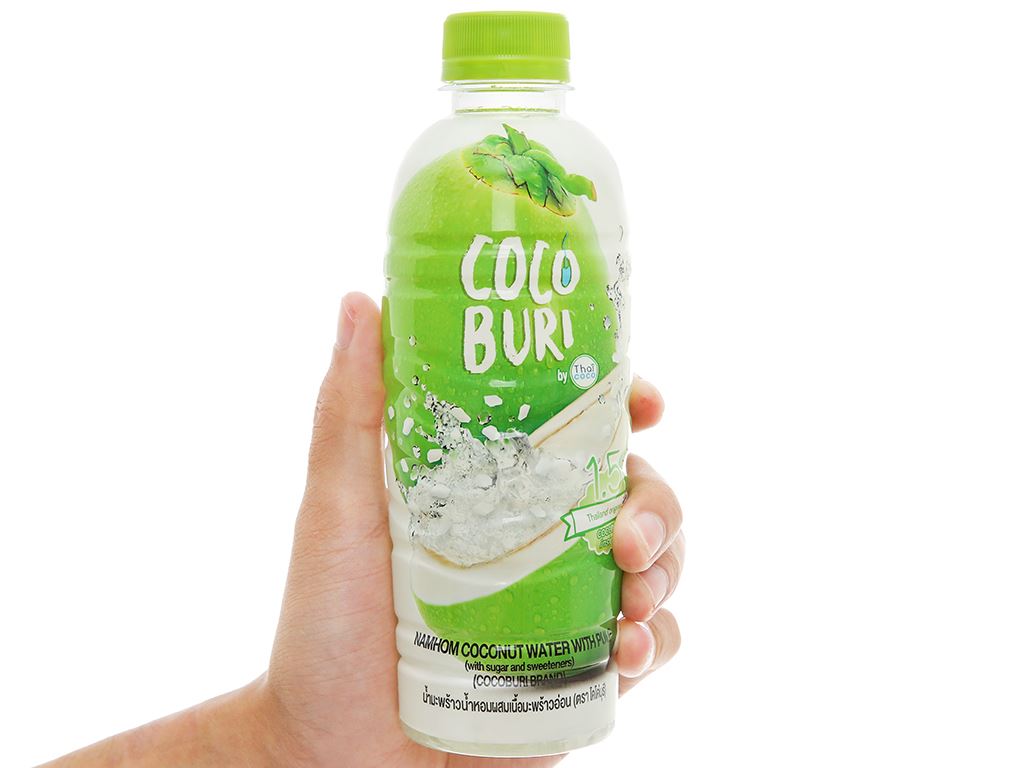 COCO
BURI
by Thai
coco
1.5
Thailand
NAMHOM COCONUT WATER WITH
(with sugar and sweeteners)
(COCOBURI BRAND)
น้ำมะพร้าวน้ำหอมผสมเนื้อมะพร้าวอ่อน (ตรา โคโค่บุรี)